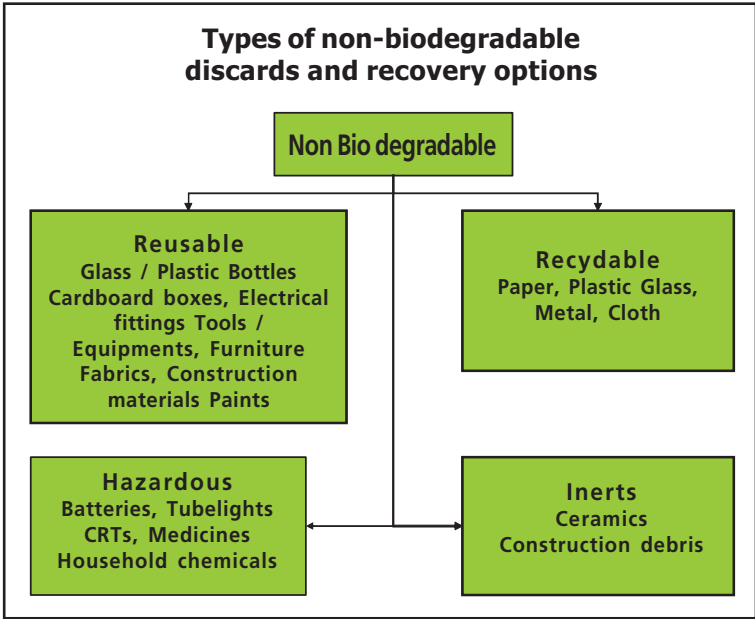 Types of non-biodegradable
discards and recovery options
Non Bio degradable
Reusable
Glass / Plastic Bottles
Cardboard boxes, Electrical
fittings Tools /
Equipments, Furniture
Fabrics, Construction
materials Paints
Recydable
Paper, Plastic Glass,
Metal, Cloth
Hazardous
Batteries, Tubelights
CRTs, Medicines
Household chemicals
Inerts
Ceramics
Construction debris